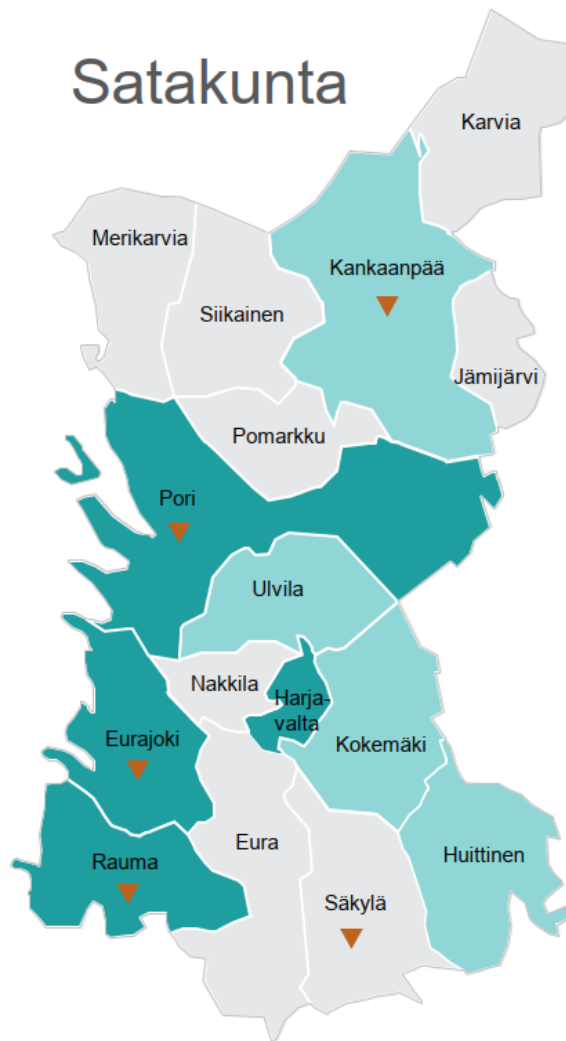 Satakunta
Karvia
Merikarvia
Kankaanpää
Siikainen
Jämijärvi
Pomarkku
Pori
Ulvila
Nakkila
Harja-
valta
Eurajoki
Kokemäki
Eura
Huittinen
Rauma
Säkylä